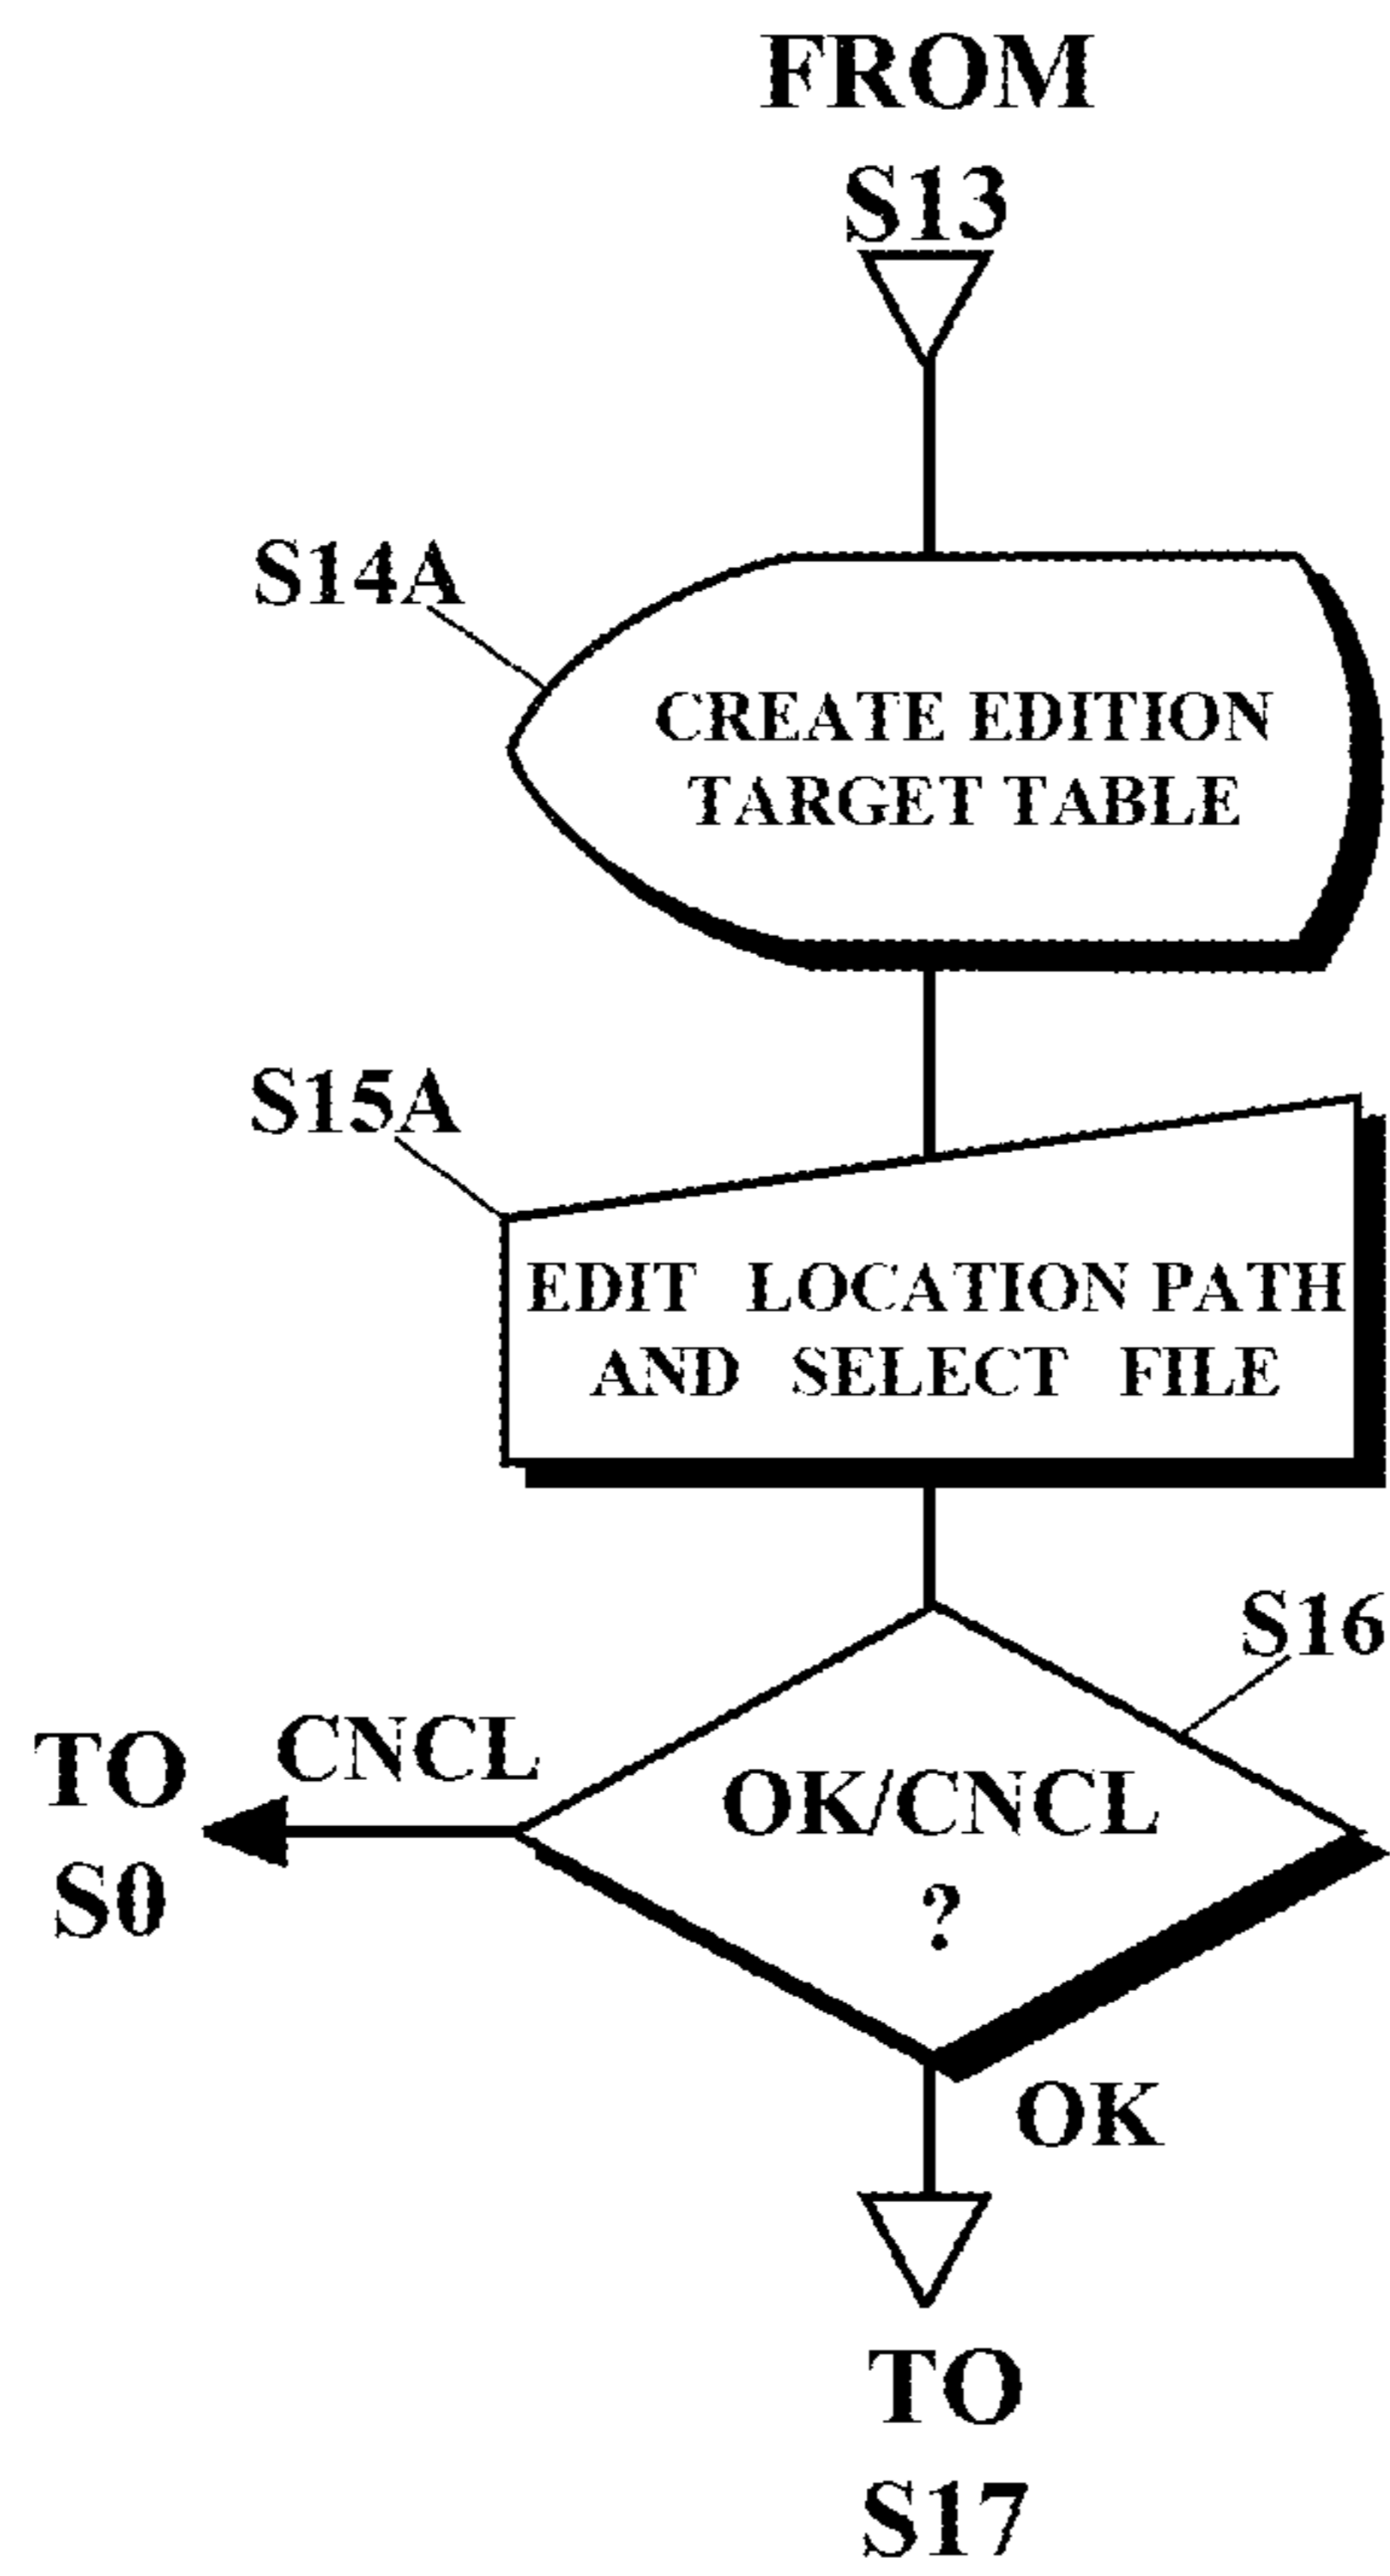 FROM
S13
S14A
CREATE EDITION
TARGET TABLE
S15A
EDIT LOCATION PATH
AND SELECT FILE
S16
TO
S0
CNCL
OK/CNCL
?
OK
TO
S17